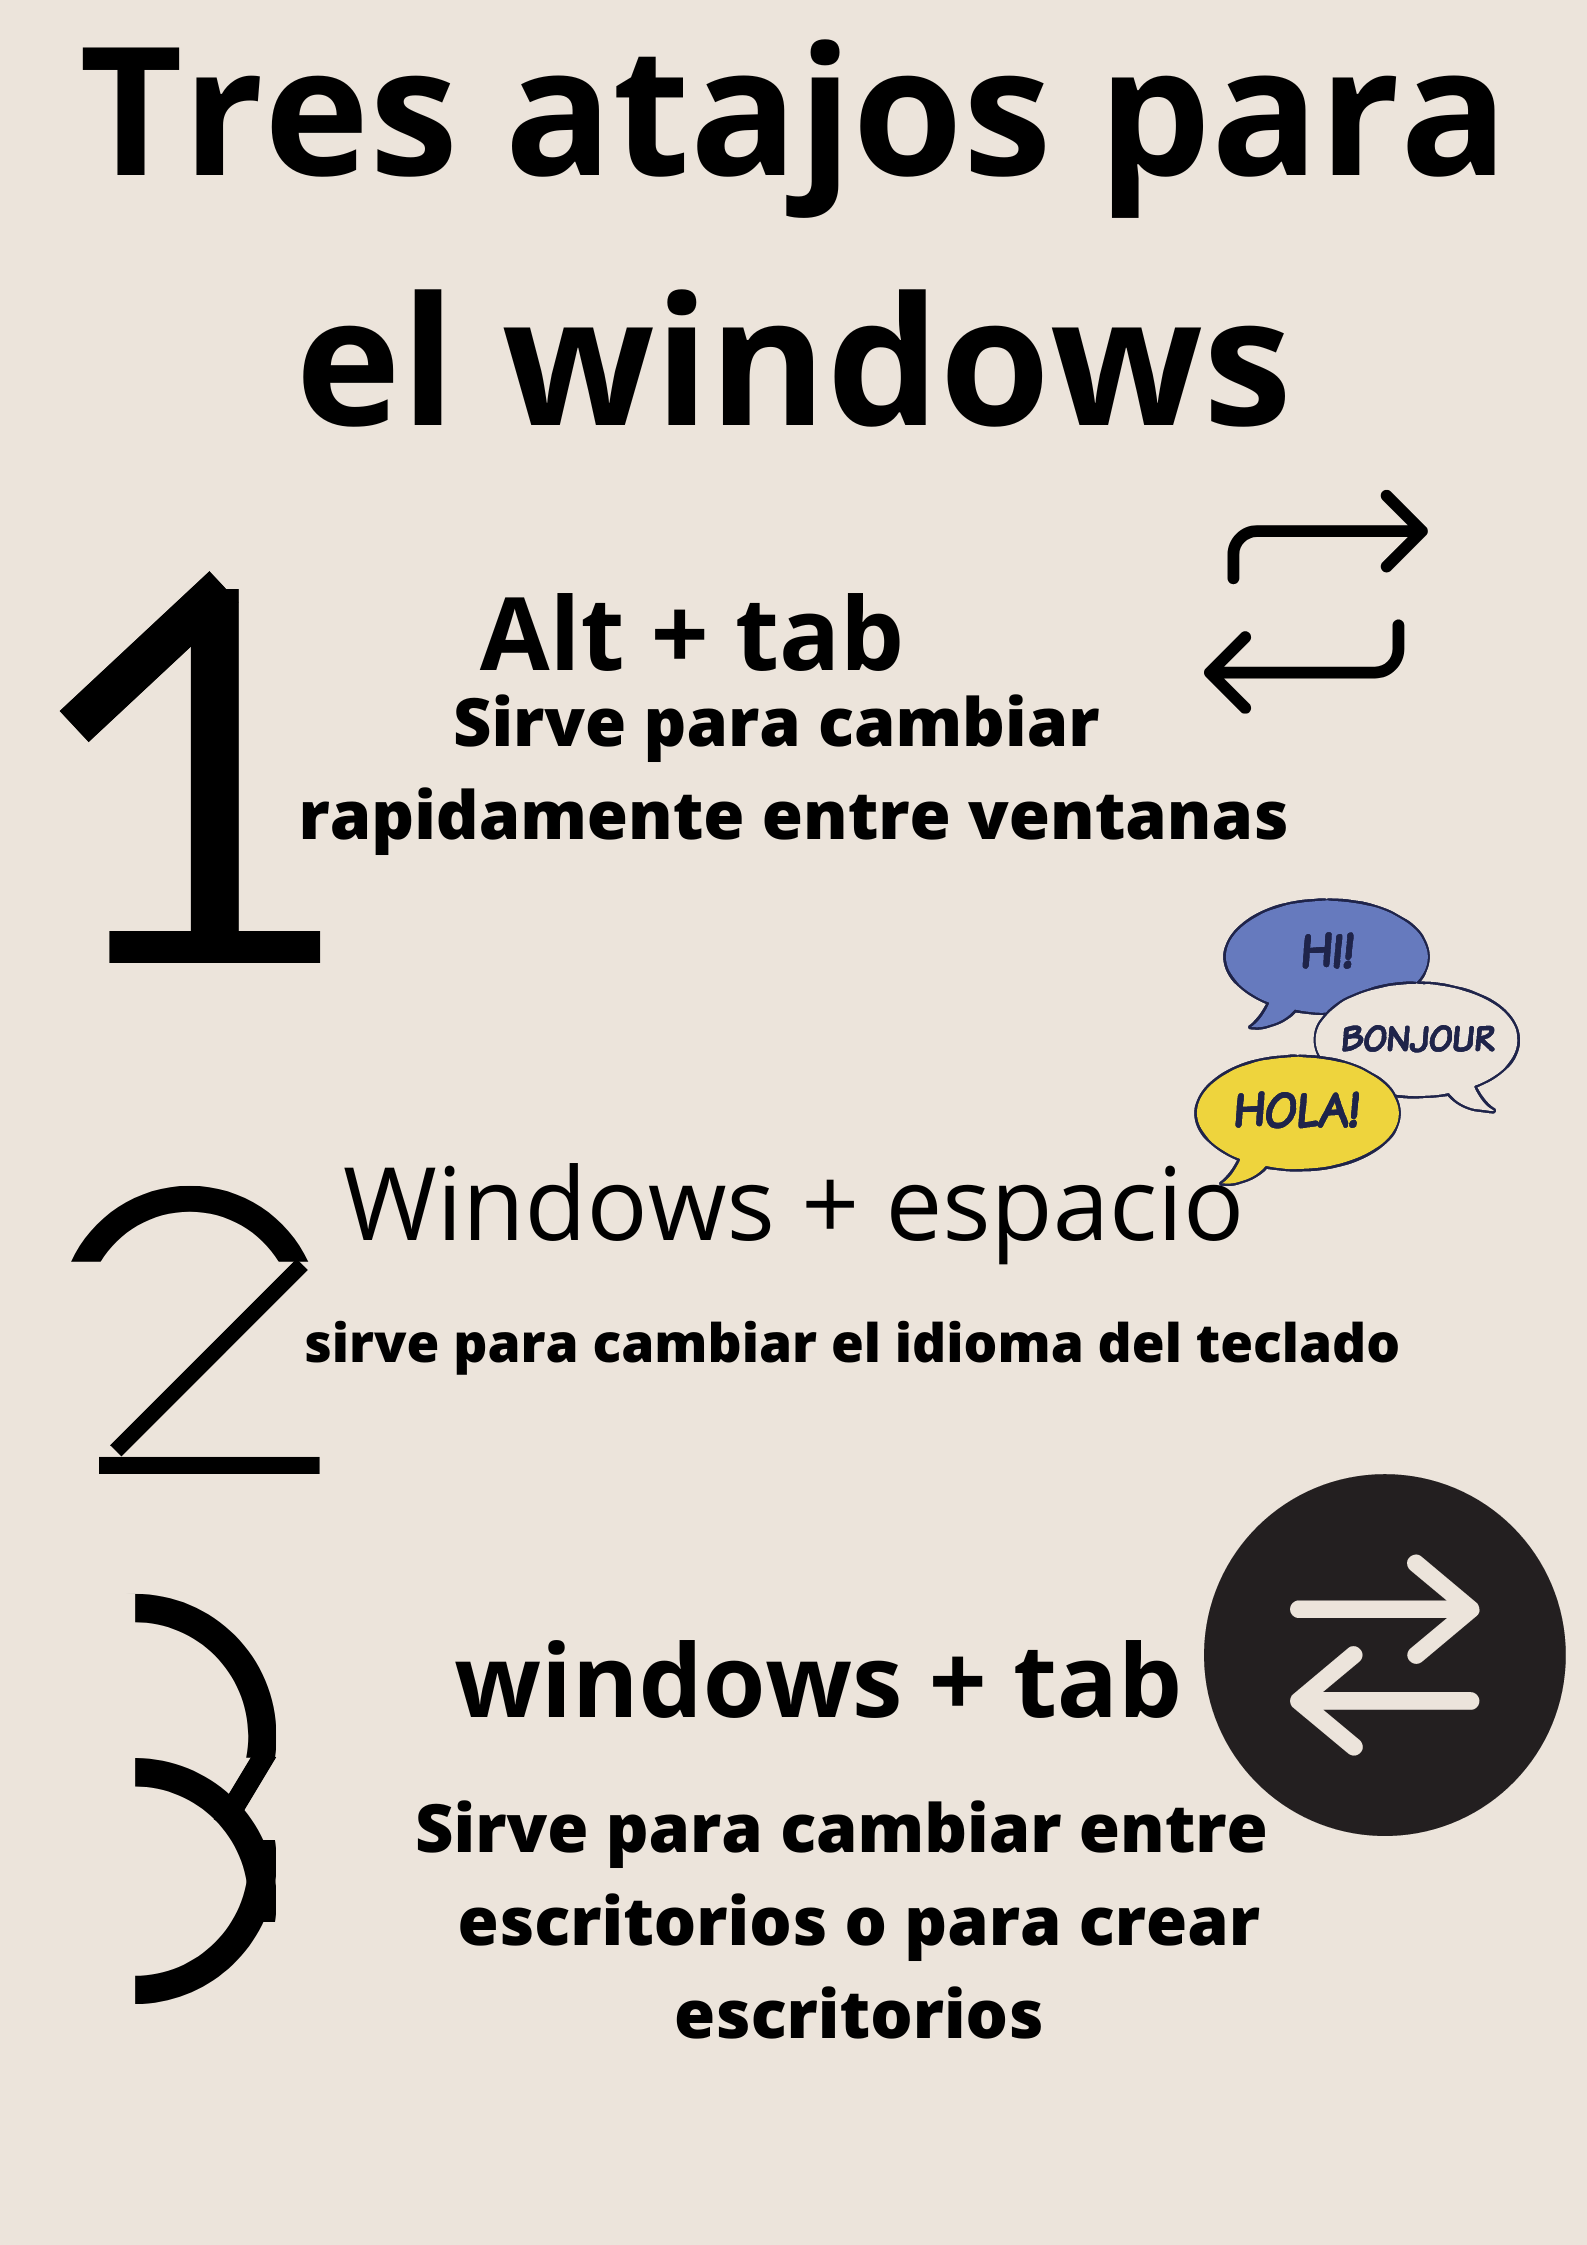 Tres atajos para
el windows
1
Alt + tab
Sirve para cambiar
rapidamente entre ventanas
HI!
BONJOUR
HOLA!
2
Windows + espacio
sirve para cambiar el idioma del teclado
3
windows + tab
Sirve para cambiar entre
escritorios o para crear
escritorios